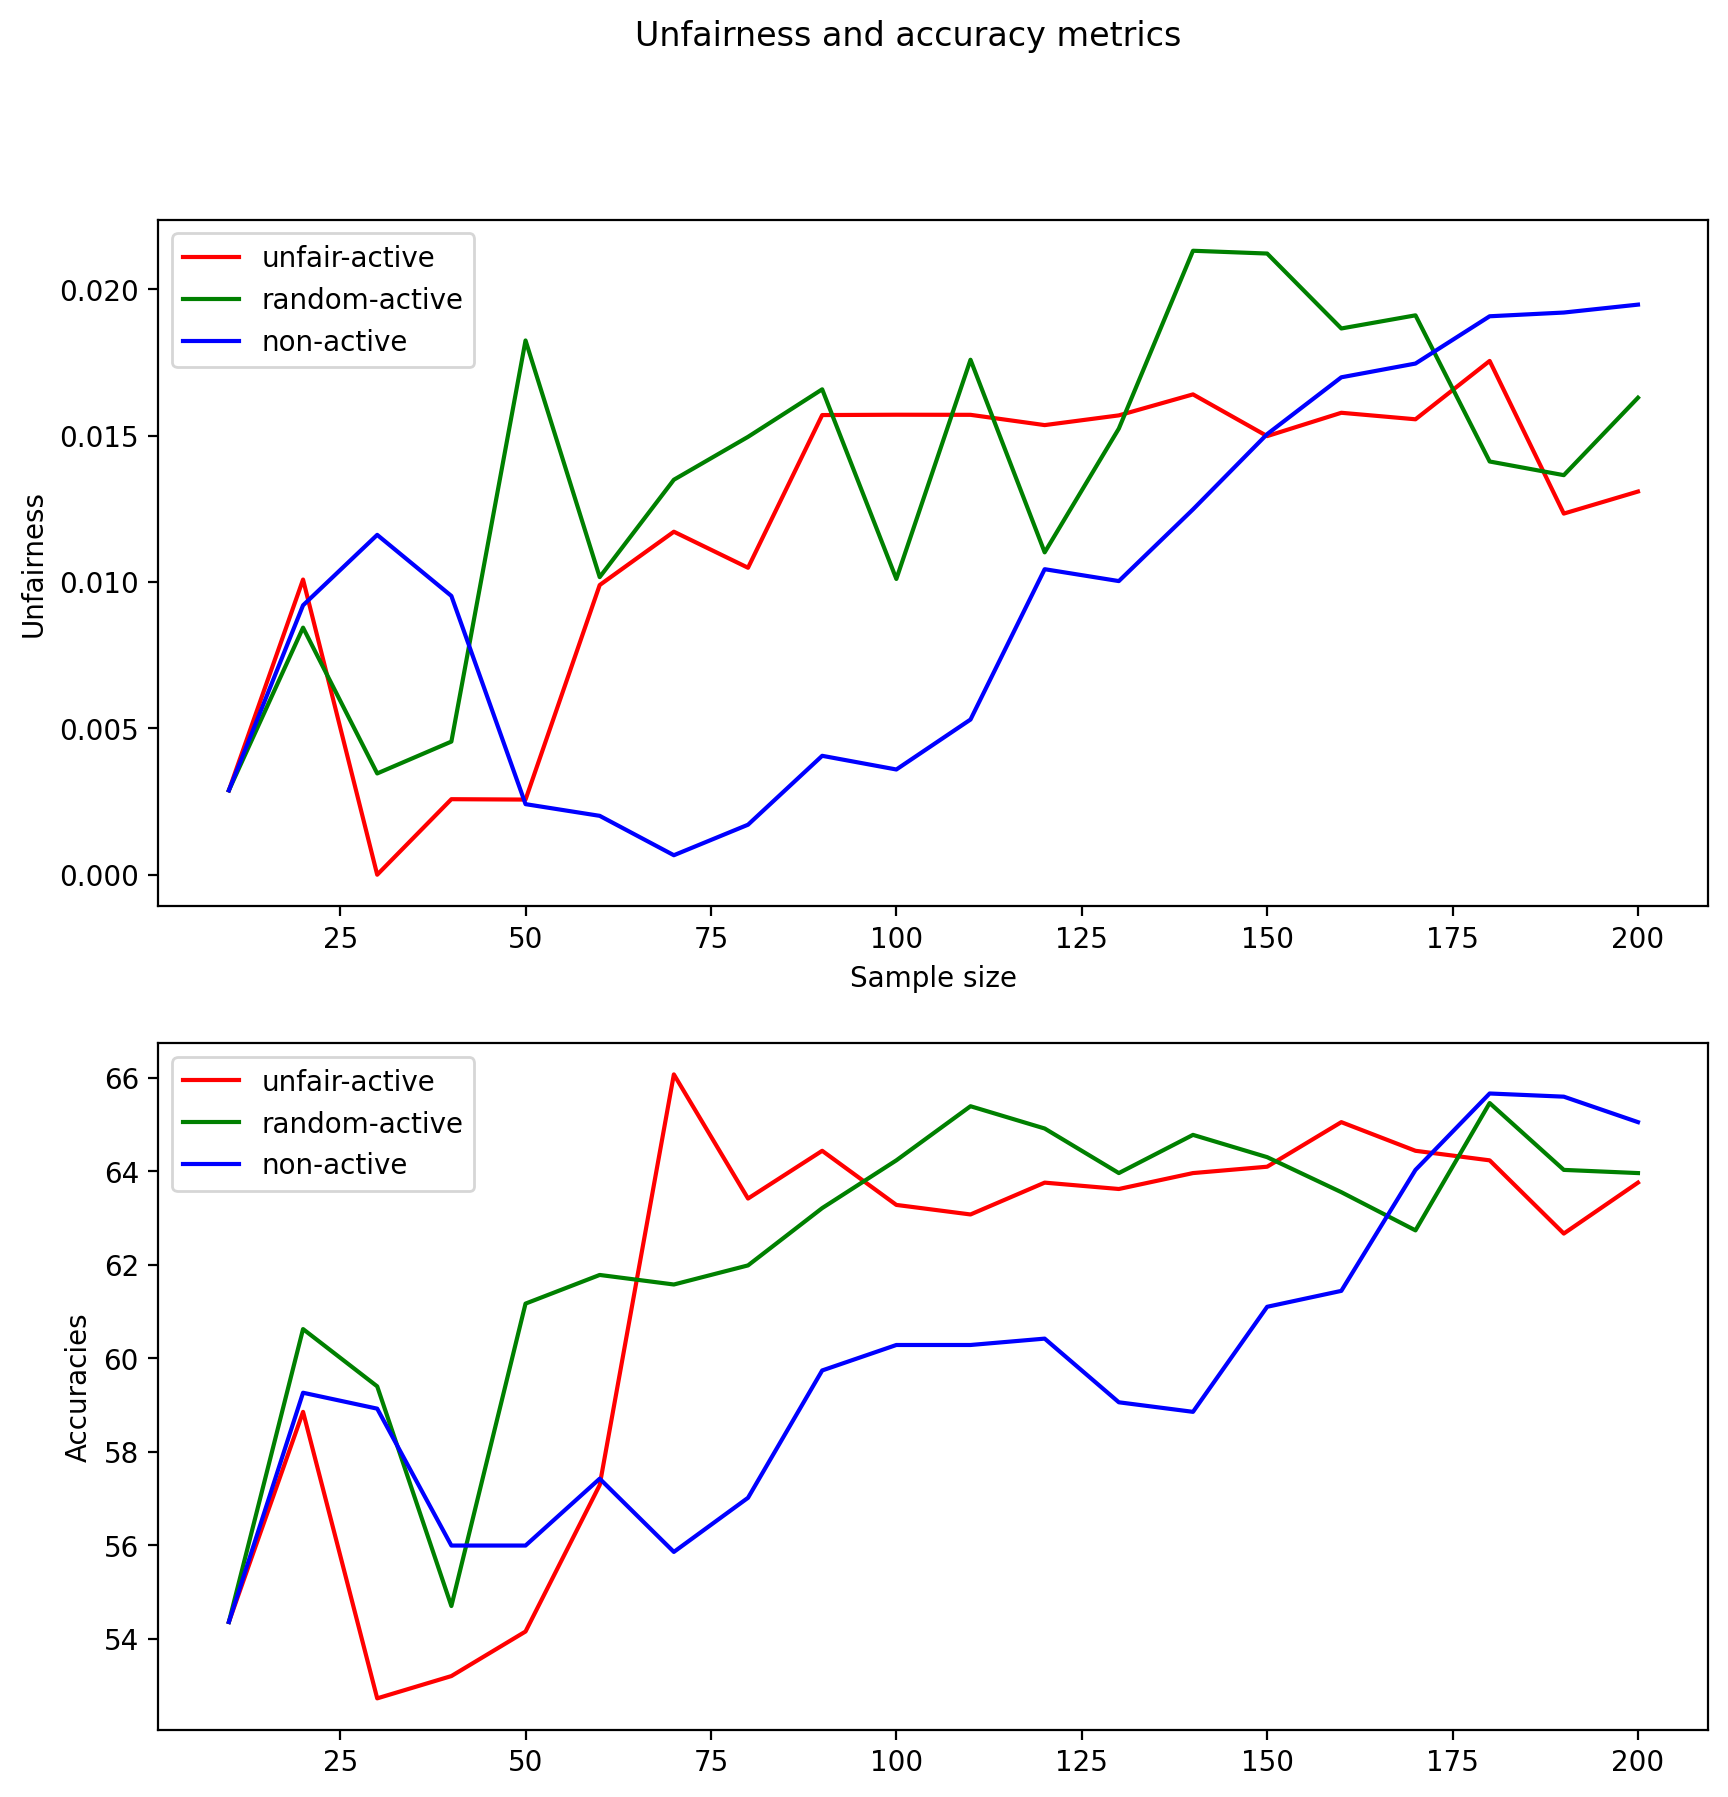 Unfairness and accuracy metrics
unfair-active
random-active
non-active
Unfairness
0.020
0.015
0.010
0.005
0.000
25 50 75 100 125 150 175 200
Sample size
unfair-active
random-active
non-active
Accuracies
66
64
62
60
58
56
54
25 50 75 100 125 150 175 200